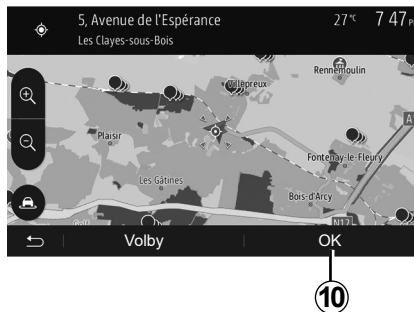 5, Avenue de l'Espérance
Les Clayes-sous-Bois
27°C
7 47 P
Rennemoulin
Villepreux
Plaisir
Fontenay-le-Fleury
Les Gâtines
Bois-d'Arcy
N12
Volby
OK
10